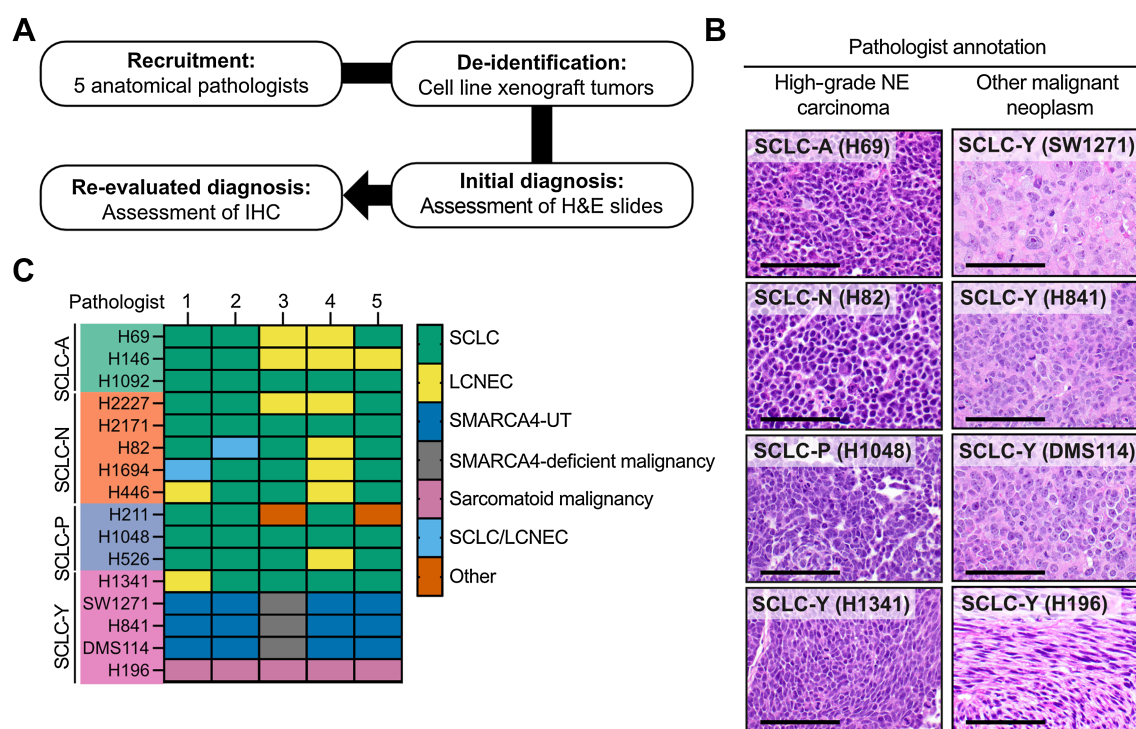 A
Recruitment:
5 anatomical pathologists
De-identification:
Cell line xenograft tumors
Re-evaluated diagnosis:
Assessment of IHC
Initial diagnosis:
Assessment of H&E slides
B
Pathologist annotation
High-grade NE
carcinoma
Other malignant
neoplasm
SCLC-A (H69)
SCLC-Y (SW1271)
SCLC-N (H82)
SCLC-Y (H841)
SCLC-P (H1048)
SCLC-Y (DMS114)
SCLC-Y (H1341)
SCLC-Y (H196)
C
Pathologist 1 2 3 4 5
SCLC-A
H69
H146
H1092
SCLC-N
H2227
H2171
H82
H1694
H446
SCLC-P
H211
H1048
H526
SCLC-Y
H1341
SW1271
H841
DMS114
H196
SCLC
LCNEC
SMARCA4-UT
SMARCA4-deficient malignancy
Sarcomatoid malignancy
SCLC/LCNEC
Other